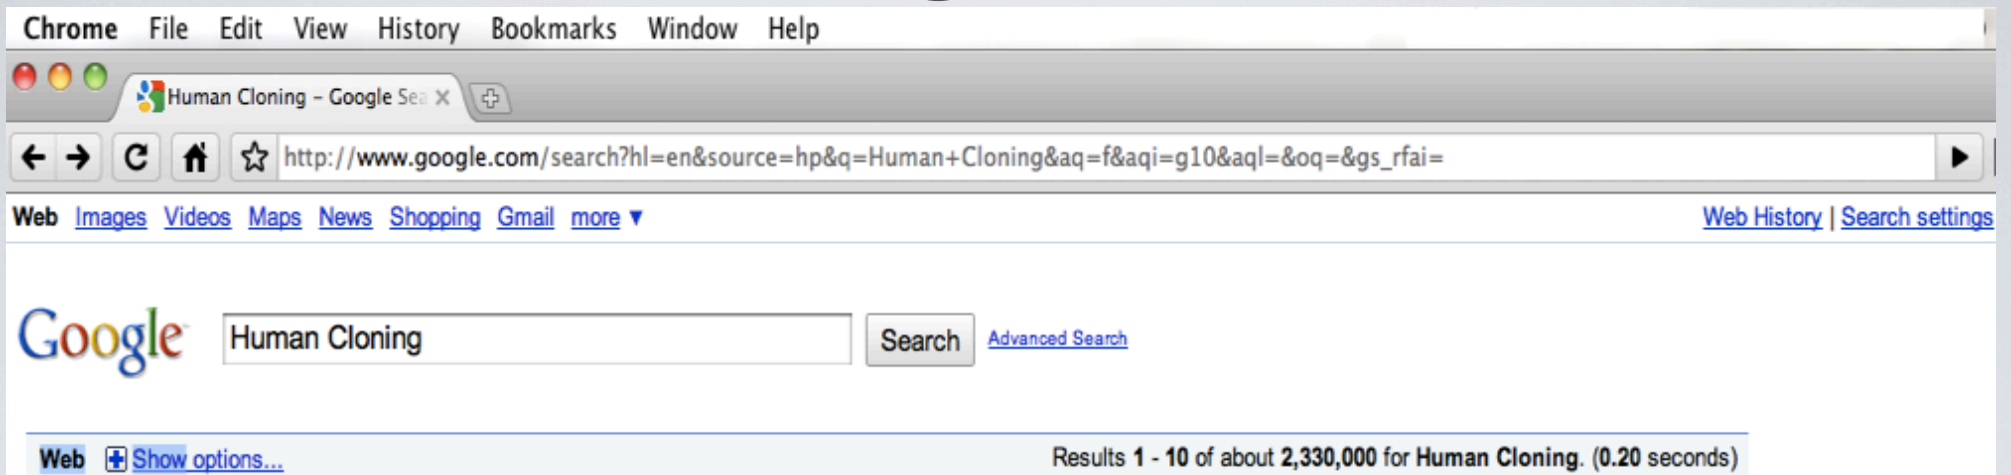 Chrome File Edit View History Bookmarks Window Help
Human Cloning – Google Sea
http://www.google.com/search?hl=en&source=hp&q=Human+Cloning&aq=f&aqi=g10&aql=&oq=&gs_rfai=
Web Images Videos Maps News Shopping Gmail more ▼ Web History | Search settings
Google Human Cloning Search Advanced Search
Web Show options... Results 1 - 10 of about 2,330,000 for Human Cloning. (0.20 seconds)